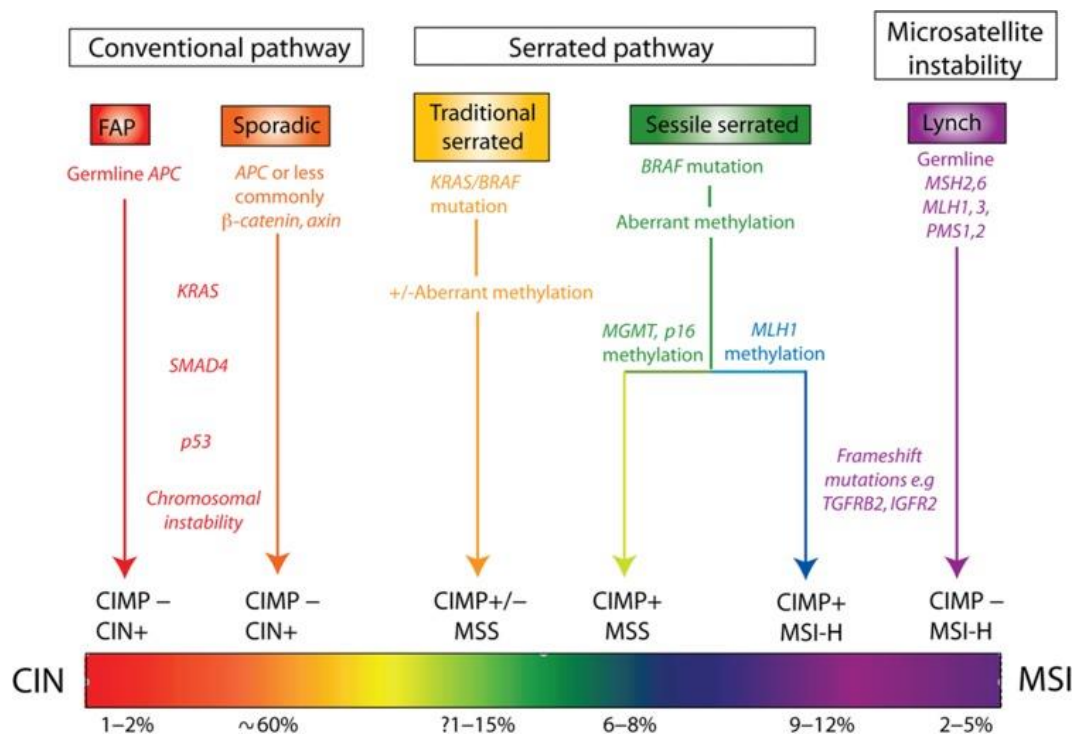 Conventional pathway
Serrated pathway
Microsatellite
instability
FAP
Sporadic
Traditional
serrated
Sessile serrated
Lynch
Germline APC
APC or less
commonly
β-catenin, axin
KRAS/BRAF
mutation
BRAF mutation
Aberrant methylation
Germline
MSH2,6
MLH1, 3,
PMS1,2
KRAS
SMAD4
p53
Chromosomal
instability
+/-Aberrant methylation
MGMT, p16
methylation
MLH1
methylation
Frameshift
mutations e.g
TGFRB2, IGFR2
CIMP –
CIN+
CIMP –
CIN+
CIMP+/–
MSS
CIMP+
MSS
CIMP+
MSI-H
CIMP –
MSI-H
CIN
MSI
1–2%
~60%
?1–15%
6–8%
9–12%
2–5%